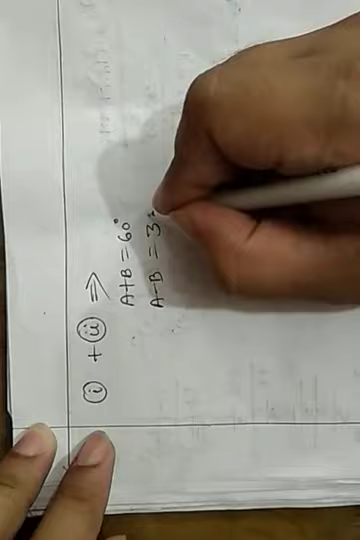 (i) + (ii) ⇒
A+B = 60°
A-B = 3